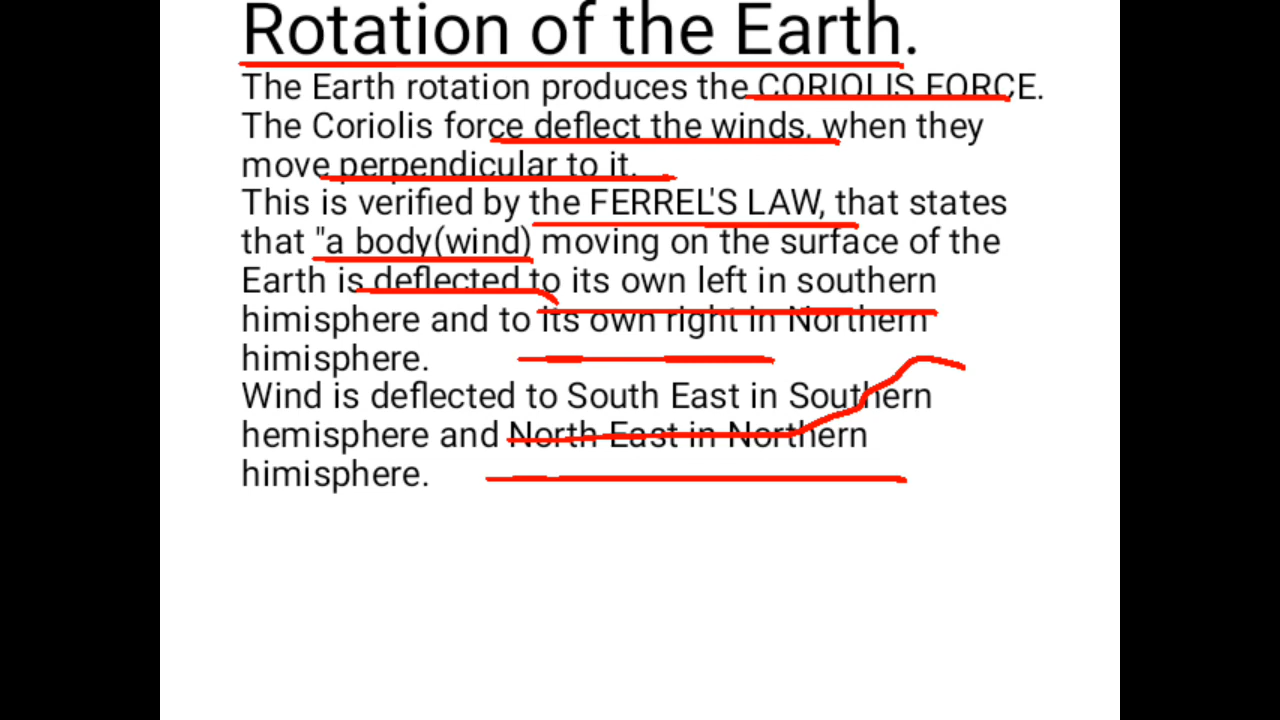 Rotation of the Earth.
The Earth rotation produces the CORIOLIS FORCE.
The Coriolis force deflect the winds. when they
move perpendicular to it.
This is verified by the FERREL'S LAW, that states
that "a body(wind) moving on the surface of the
Earth is deflected to its own left in southern
himisphere and to its own right in Northern
himisphere.
Wind is deflected to South East in Southern
hemisphere and North East in Northern
himisphere.